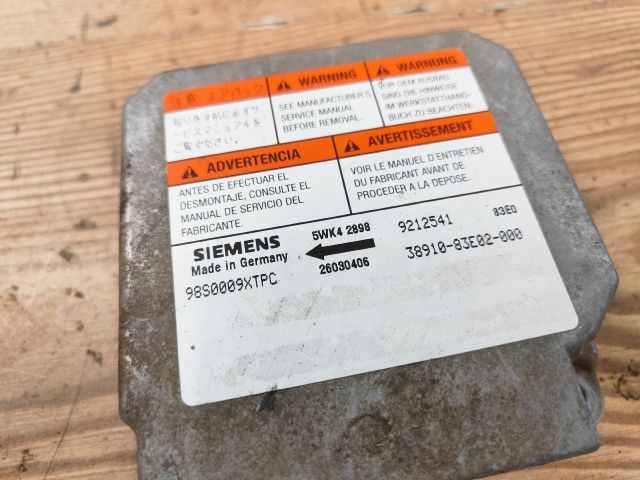 注意:エアバック
取り外す前に必ずサ
ービスマニュアルを
ご覧ください。
WARNING
SEE MANUFACTURER'S
SERVICE MANUAL
BEFORE REMOVAL.
WARNUNG
VOR DEM AUSBAU
SIND DIE HINWEISE
IM WERKSTATTHAND-
BUCH ZU BEACHTEN.
ADVERTENCIA
ANTES DE EFECTUAR EL
DESMONTAJE, CONSULTE EL
MANUAL DE SERVICIO DEL
FABRICANTE.
AVERTISSEMENT
VOIR LE MANUEL D'ENTRETIEN
DU FABRICANT AVANT DE
PROCEDER A LA DEPOSE.
SIEMENS
Made in Germany
98S0009XTPC
5WK4 2898
26030406
9212541
83E0
38910-83E02-000